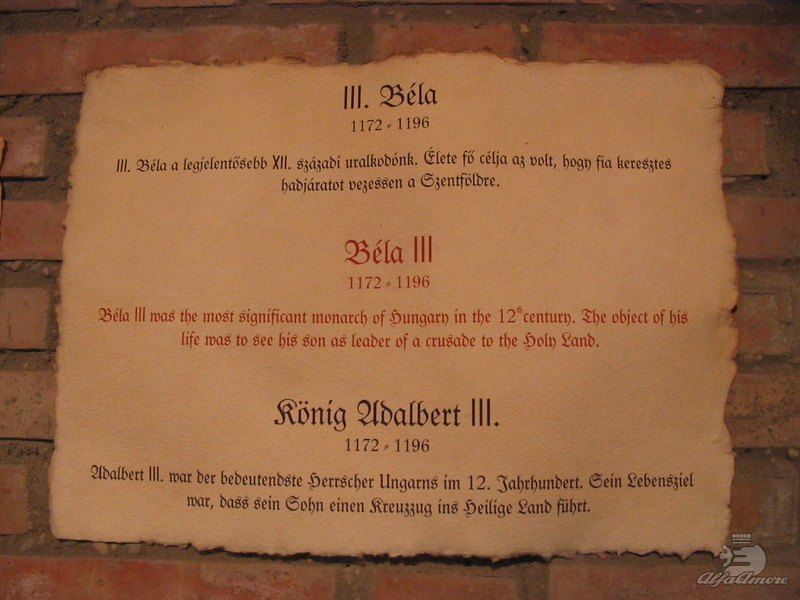 III. Béla
1172 - 1196
III. Béla a legjelentősebb XII. századi uralkodónk. Élete fő célja az volt, hogy fia keresztes
hadjáratot vezessen a Szentföldre.
Béla III
1172 - 1196
Béla III was the most significant monarch of Hungary in the 12th century. The object of his
life was to see his son as leader of a crusade to the Holy Land.
König Adalbert III.
1172 - 1196
Adalbert III. war der bedeutendste Herrscher Ungarns im 12. Jahrhundert. Sein Lebensziel
war, dass sein Sohn einen Kreuzzug ins Heilige Land führt.
AlfaAmore